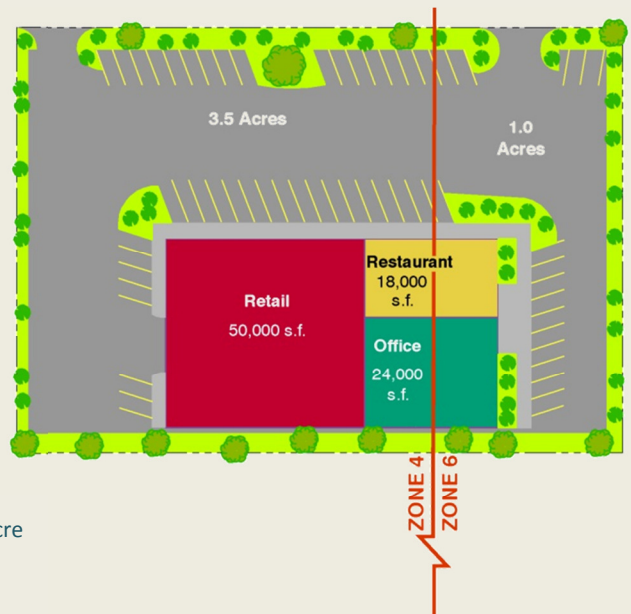 3.5 Acres
1.0
Acres
Restaurant
18,000
s.f.
Retail
50,000 s.f.
Office
24,000
s.f.
ZONE 4
ZONE 6
cre